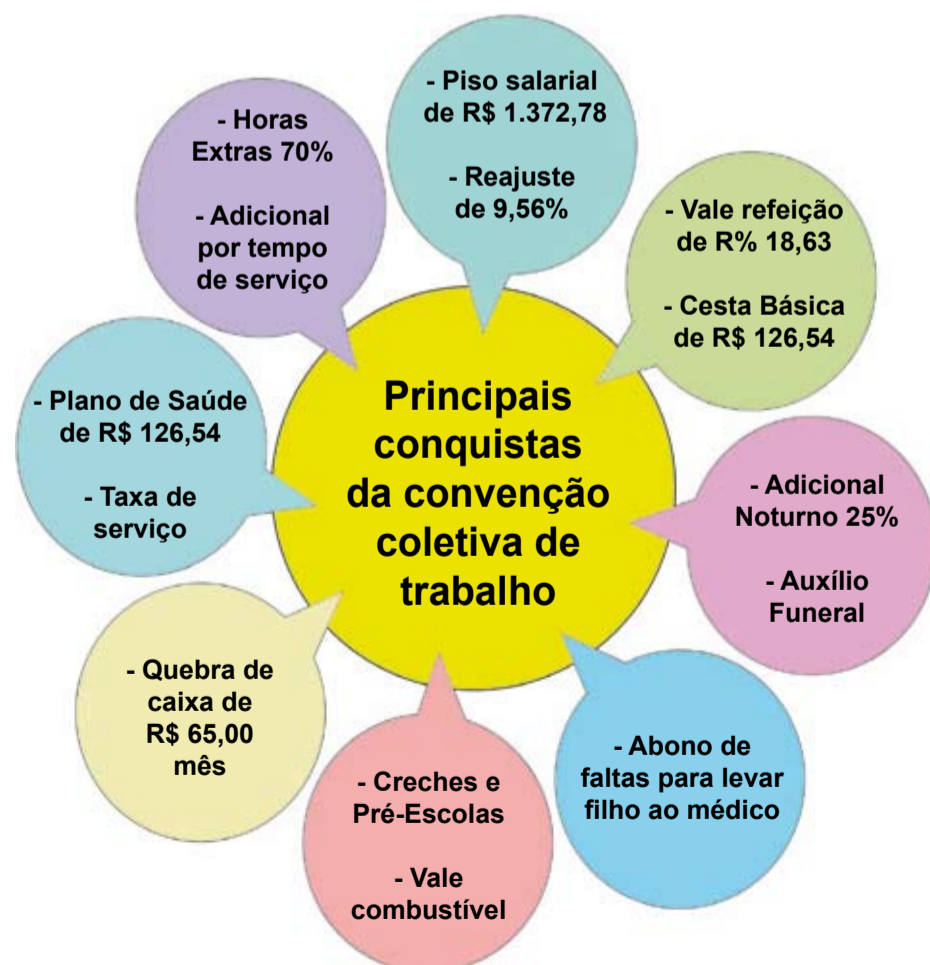 - Piso salarial
de R$ 1.372,78
- Reajuste
de 9,56%
- Vale refeição
de R% 18,63
- Cesta Básica
de R$ 126,54
- Adicional
Noturno 25%
- Auxílio
Funeral
- Abono de
faltas para levar
filho ao médico
- Creches e
Pré-Escolas
- Vale
combustível
- Quebra de
caixa de
R$ 65,00
mês
- Plano de Saúde
de R$ 126,54
- Taxa de
serviço
- Horas
Extras 70%
- Adicional
por tempo
de serviço
Principais
conquistas
da convenção
coletiva de
trabalho